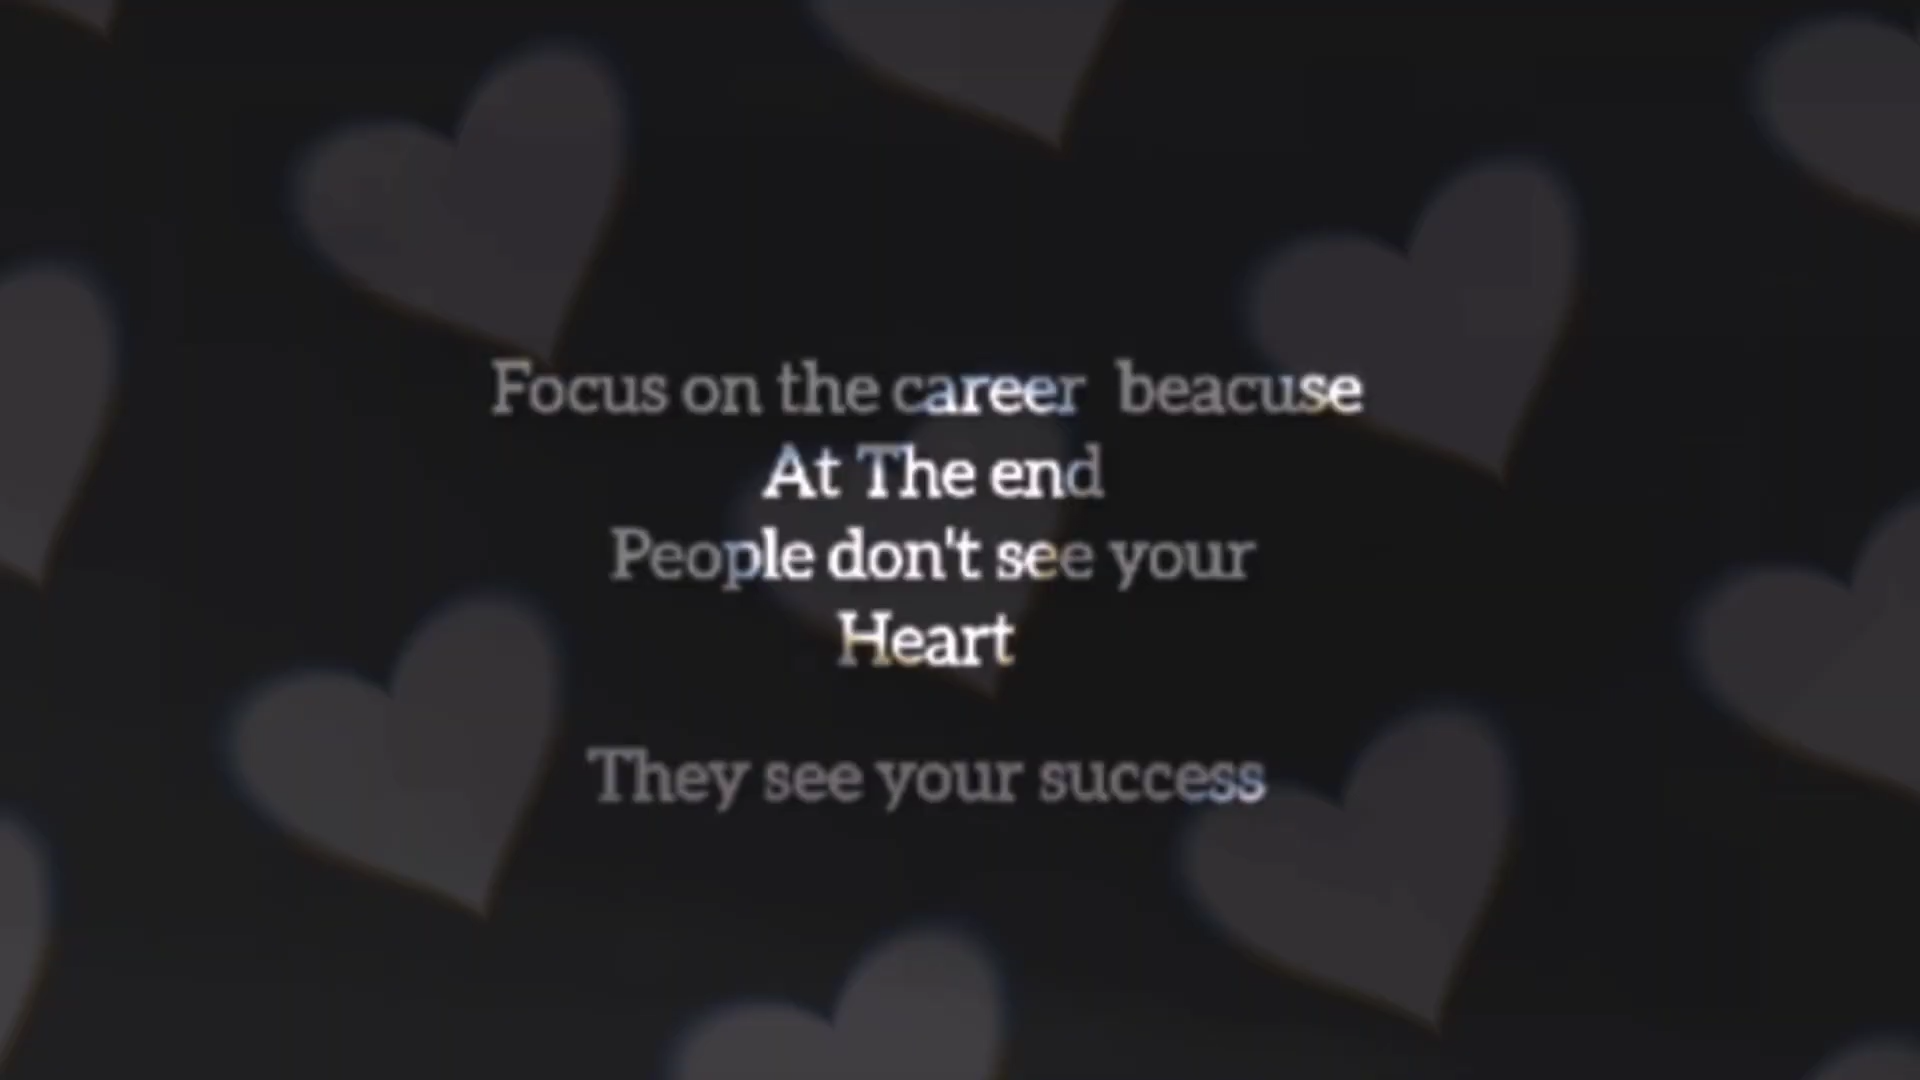 Focus on the career beacuse
At The end
People don't see your
Heart
They see your success